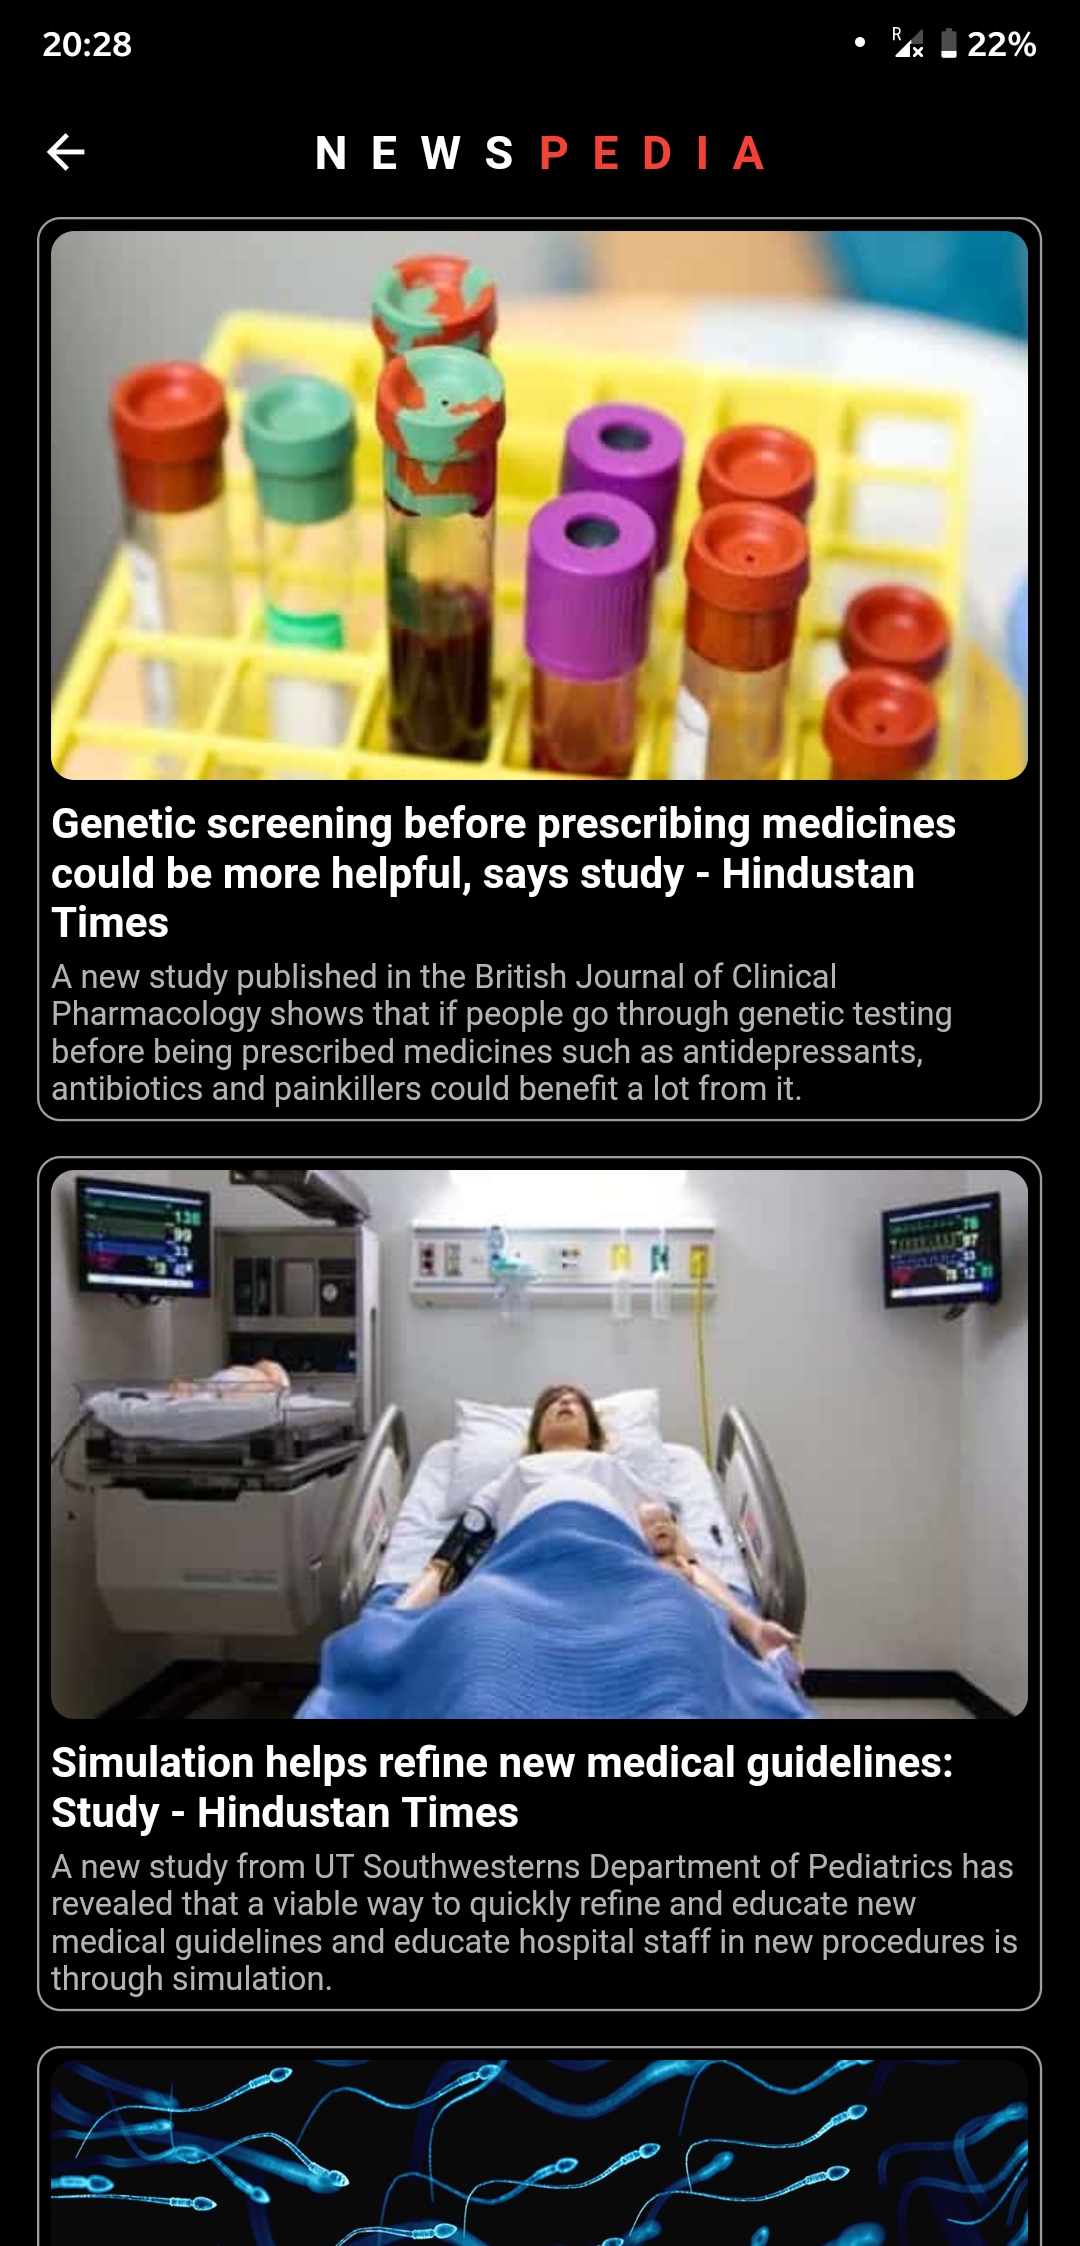 20:28
R
22%
NEWSPEDIA
Genetic screening before prescribing medicines
could be more helpful, says study - Hindustan
Times
A new study published in the British Journal of Clinical
Pharmacology shows that if people go through genetic testing
before being prescribed medicines such as antidepressants,
antibiotics and painkillers could benefit a lot from it.
Simulation helps refine new medical guidelines:
Study - Hindustan Times
A new study from UT Southwesterns Department of Pediatrics has
revealed that a viable way to quickly refine and educate new
medical guidelines and educate hospital staff in new procedures is
through simulation.